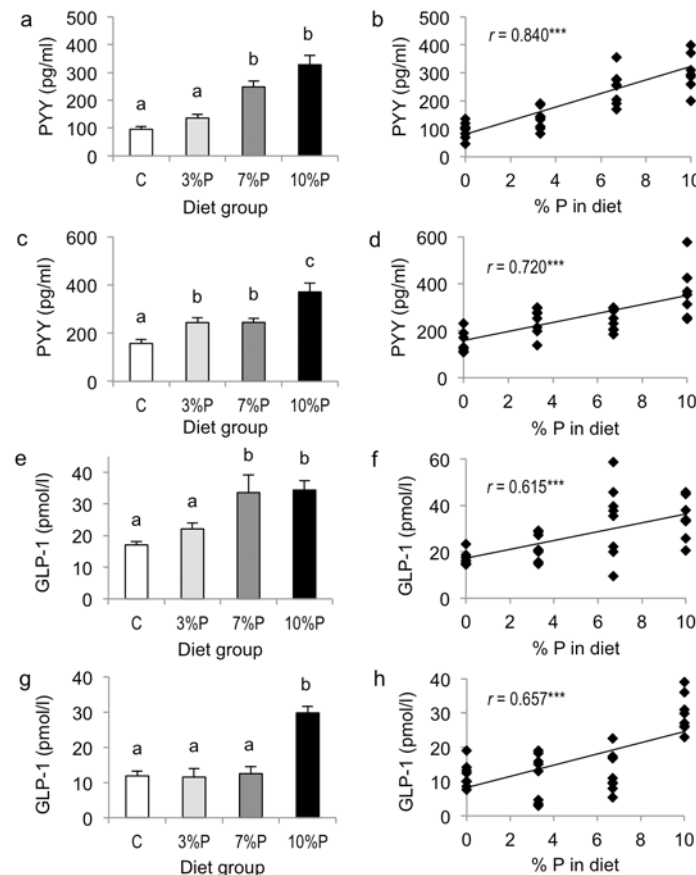 a
500
400
300
200
100
0
PYY (pg/ml)
a
a
b
b
C
3%P
7%P
10%P
Diet group
b
500
400
300
200
100
0
PYY (pg/ml)
r = 0.840***
0
2
4
6
8
10
% P in diet
c
600
400
200
0
PYY (pg/ml)
a
b
b
c
C
3%P
7%P
10%P
Diet group
d
600
400
200
0
PYY (pg/ml)
r = 0.720***
0
2
4
6
8
10
% P in diet
e
40
30
20
10
0
GLP-1 (pmol/l)
a
a
b
b
C
3%P
7%P
10%P
Diet group
f
60
40
20
0
GLP-1 (pmol/l)
r = 0.615***
0
2
4
6
8
10
% P in diet
g
40
30
20
10
0
GLP-1 (pmol/l)
a
a
a
b
C
3%P
7%P
10%P
Diet group
h
40
30
20
10
0
GLP-1 (pmol/l)
r = 0.657***
0
2
4
6
8
10
% P in diet